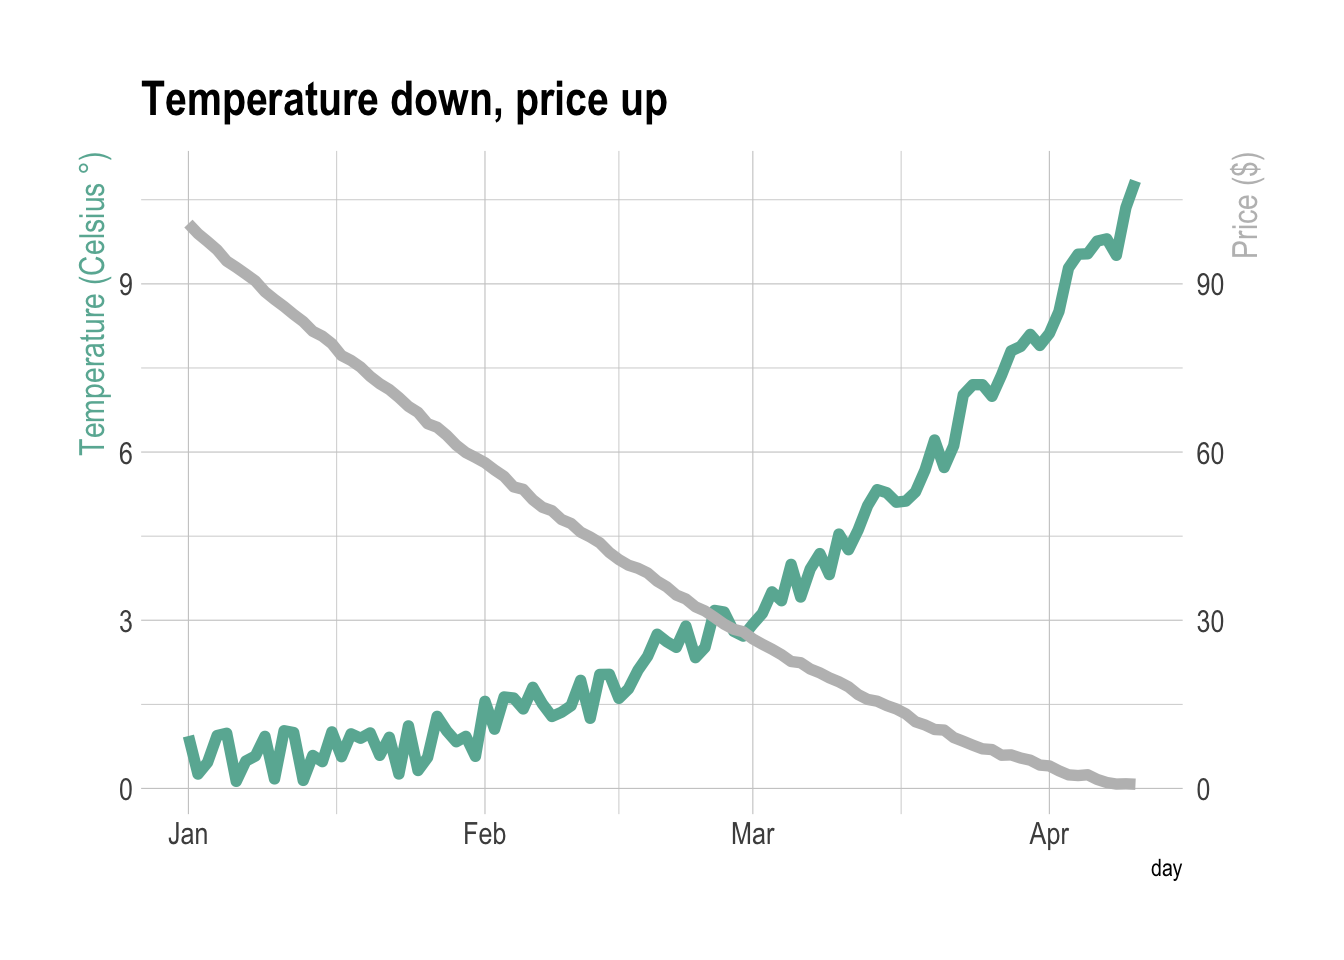 Temperature down, price up
Temperature (Celsius °)
Price ($)
9
6
3
0
90
60
30
0
Jan
Feb
Mar
Apr
day